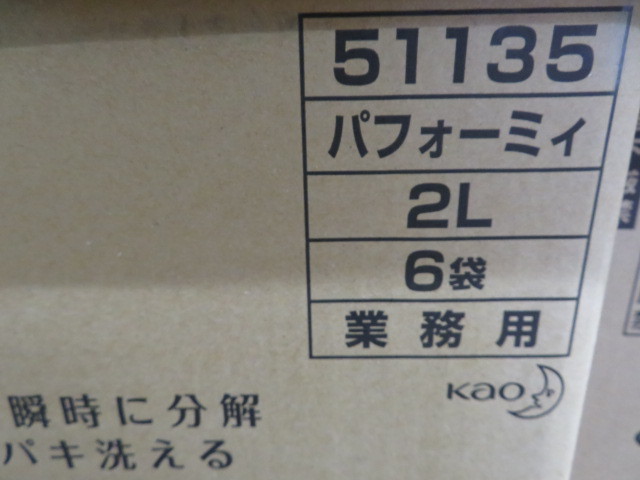 51135
パフォーミィ
2L
6袋
業務用
Kao
瞬時に分解
パキ洗える